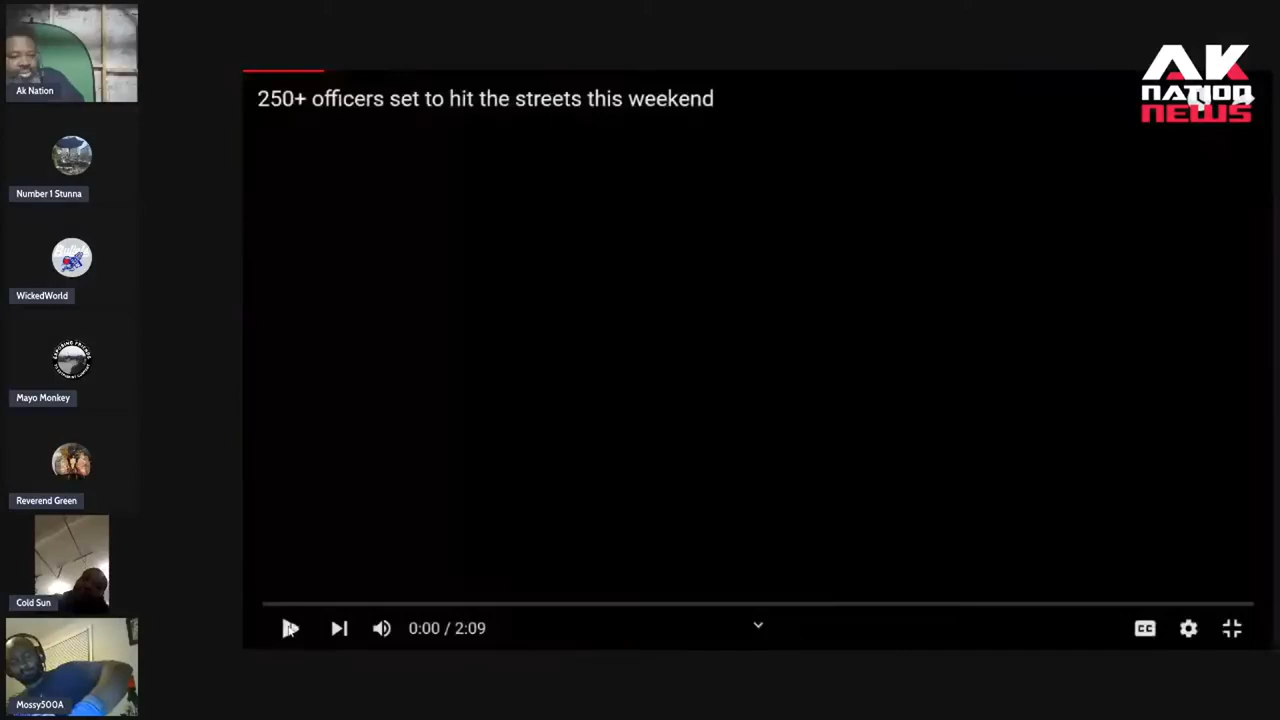 Ak Nation
Number 1 Stunna
WickedWorld
Mayo Monkey
Reverend Green
Cold Sun
Mossy500A
250+ officers set to hit the streets this weekend
AK
NATION
NEWS
0:00 / 2:09
CC